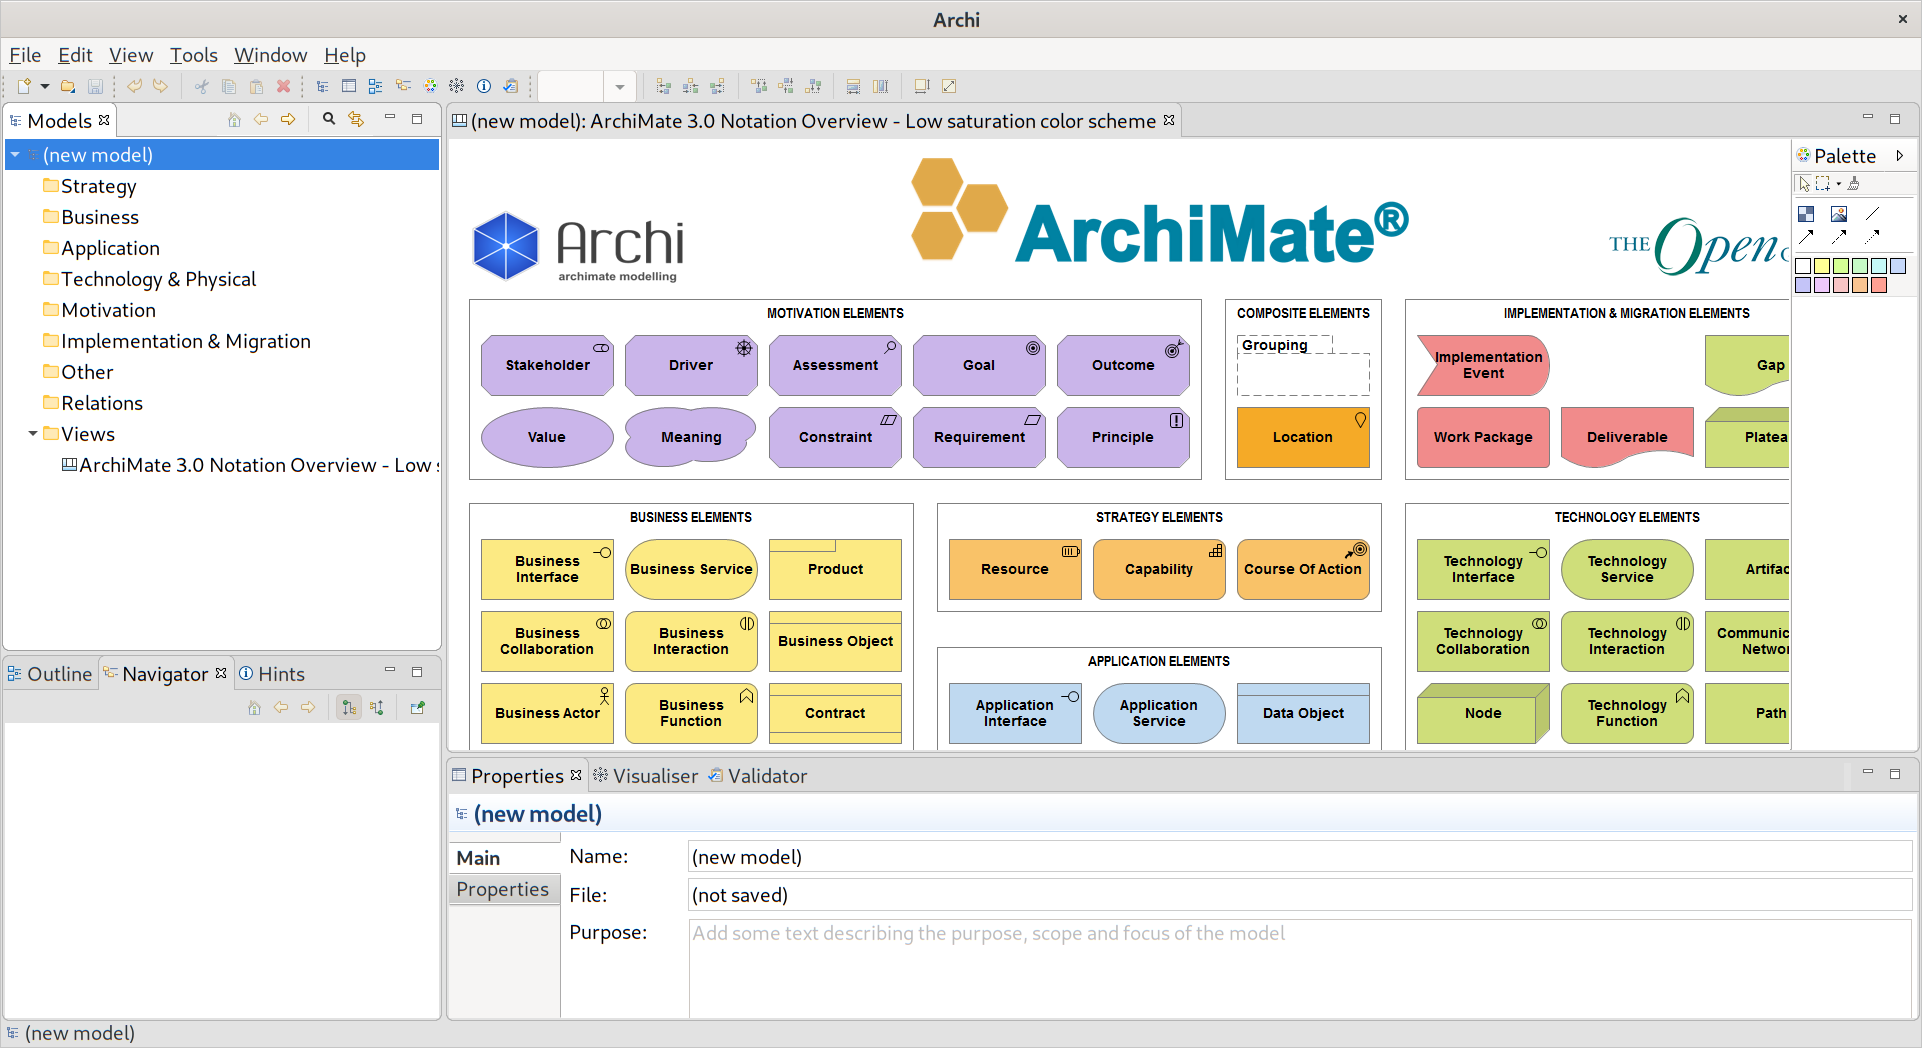 Archi
File Edit View Tools Window Help
Models
(new model)
Strategy
Business
Application
Technology & Physical
Motivation
Implementation & Migration
Other
Relations
Views
ArchiMate 3.0 Notation Overview - Low
Outline Navigator Hints
(new model): ArchiMate 3.0 Notation Overview - Low saturation color scheme
Archi
archimate modelling
ArchiMate®
THE Open
MOTIVATION ELEMENTS
Stakeholder
Driver
Assessment
Goal
Outcome
Value
Meaning
Constraint
Requirement
Principle
COMPOSITE ELEMENTS
Grouping
Location
IMPLEMENTATION & MIGRATION ELEMENTS
Implementation
Event
Gap
Work Package
Deliverable
Platea
BUSINESS ELEMENTS
Business
Interface
Business Service
Product
Business
Collaboration
Business
Interaction
Business Object
Business Actor
Business
Function
Contract
STRATEGY ELEMENTS
Resource
Capability
Course Of Action
APPLICATION ELEMENTS
Application
Interface
Application
Service
Data Object
TECHNOLOGY ELEMENTS
Technology
Interface
Technology
Service
Artifac
Technology
Collaboration
Technology
Interaction
Communic
Networ
Node
Technology
Function
Path
Palette
Properties Visualiser Validator
(new model)
Main
Properties
Name: (new model)
File: (not saved)
Purpose: Add some text describing the purpose, scope and focus of the model
(new model)